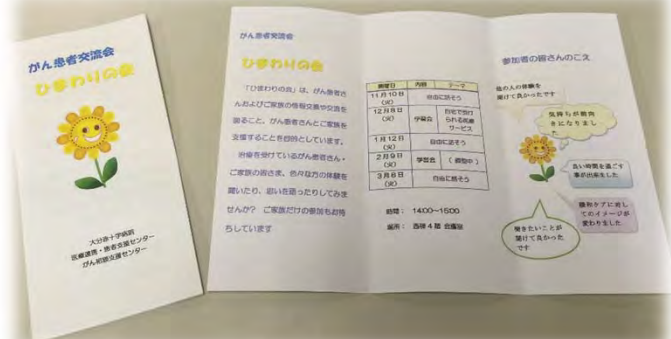 がん患者交流会
ひまわりの会
大分赤十字病院
医療連携・患者支援センター
がん相談支援センター
がん患者交流会
ひまわりの会
「ひまわりの会」は、がん患者さ
んおよびご家族の情報交換や交流を
図ること、がん患者さんとご家族を
支援することを目的としています。
治療を受けているがん患者さん・
ご家族の皆さま、色々な方の体験を
聞いたり、思いを語ったりしてみま
せんか? ご家族だけの参加もお待
ちしています
開催日 内容 テーマ
11月10日
(火)
自由に話そう
12月8日
(火)
学習会
自宅で受け
られる医療
サービス
1月12日
(火)
自由に話そう
2月9日
(火)
学習会
(調整中)
3月8日
(火)
自由に話そう
時間: 14:00~15:00
場所: 西棟4階 会議室
参加者の皆さんのこえ
他の人の体験を
聞けて良かったです
気持ちが前向
きになりまし
た
良い時間を過ごす
事が出来ました
緩和ケアに対し
てのイメージが
変わりました
聞きたいことが
聞けて良かった
です